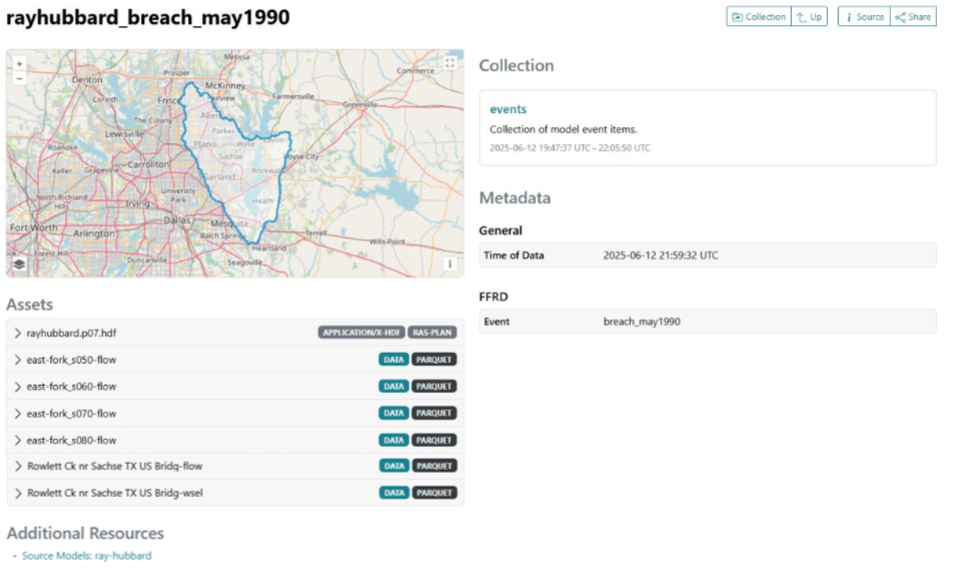 rayhubbard_breach_may1990
Collection
Up
Source
Share
+
−
Melissa
Prosper
Denton
McKinney
Commerce
Corinth
Frisco
Farmersville
Greenville
The Colony
Allen
Lewisville
Parker
Wylie
Roanoke
Plano
Sachse
Royse City
Keller
Grapevine
Carrollton
Garland
Rockwall
North Richland
Hills
Irving
University
Park
Heath
Fort Worth
Arlington
Dallas
Mesquite
Balch Springs
Terrell
Wills Point
Forest Hill
Heartland
Duncanville
Seagoville
Collection
events
Collection of model event items.
2025-06-12 19:47:37 UTC – 22:05:50 UTC
Metadata
General
Time of Data 2025-06-12 21:59:32 UTC
FFRD
Event breach_may1990
Assets
rayhubbard.p07.hdf APPLICATION/X-HDF RAS-PLAN
east-fork_s050-flow DATA PARQUET
east-fork_s060-flow DATA PARQUET
east-fork_s070-flow DATA PARQUET
east-fork_s080-flow DATA PARQUET
Rowlett Ck nr Sachse TX US Bridg-flow DATA PARQUET
Rowlett Ck nr Sachse TX US Bridg-wsel DATA PARQUET
Additional Resources
- Source Models: ray-hubbard